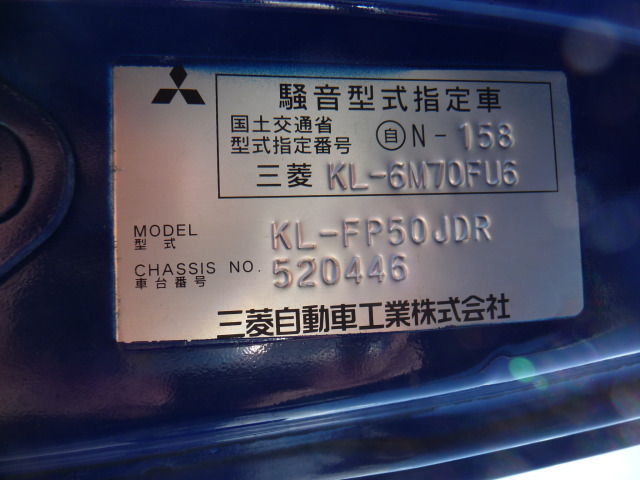 騒音型式指定車
国土交通省
型式指定番号 自 N-158
三菱 KL-6M70FU6
MODEL
型式 KL-FP50JDR
CHASSIS NO.
車台番号 520446
三菱自動車工業株式会社